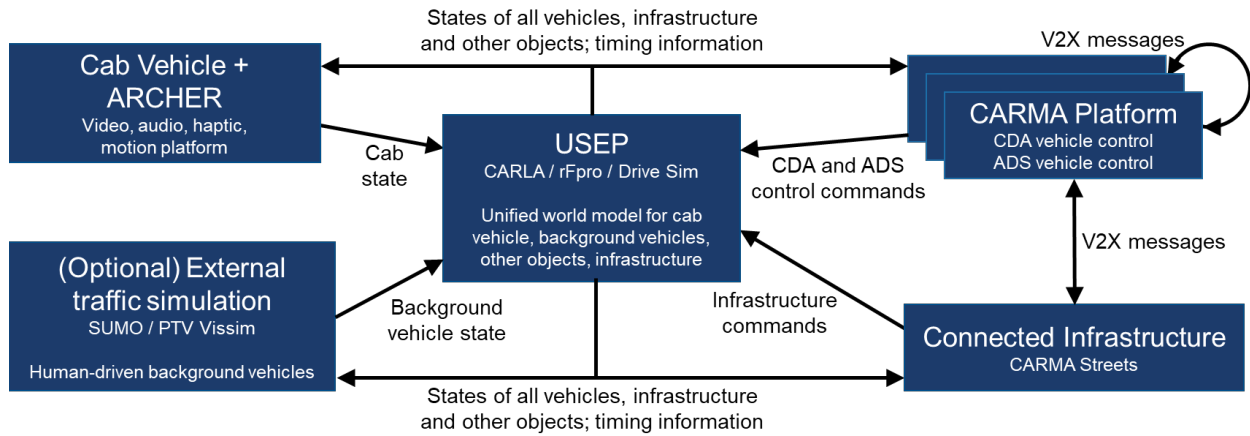 States of all vehicles, infrastructure
and other objects; timing information
V2X messages
Cab Vehicle +
ARCHER
Video, audio, haptic,
motion platform
Cab
state
USEP
CARLA / rFpro / Drive Sim
Unified world model for cab
vehicle, background vehicles,
other objects, infrastructure
CARMA Platform
CDA vehicle control
ADS vehicle control
CDA and ADS
control commands
V2X messages
(Optional) External
traffic simulation
SUMO / PTV Vissim
Human-driven background vehicles
Background
vehicle state
Infrastructure
commands
Connected Infrastructure
CARMA Streets
States of all vehicles, infrastructure
and other objects; timing information